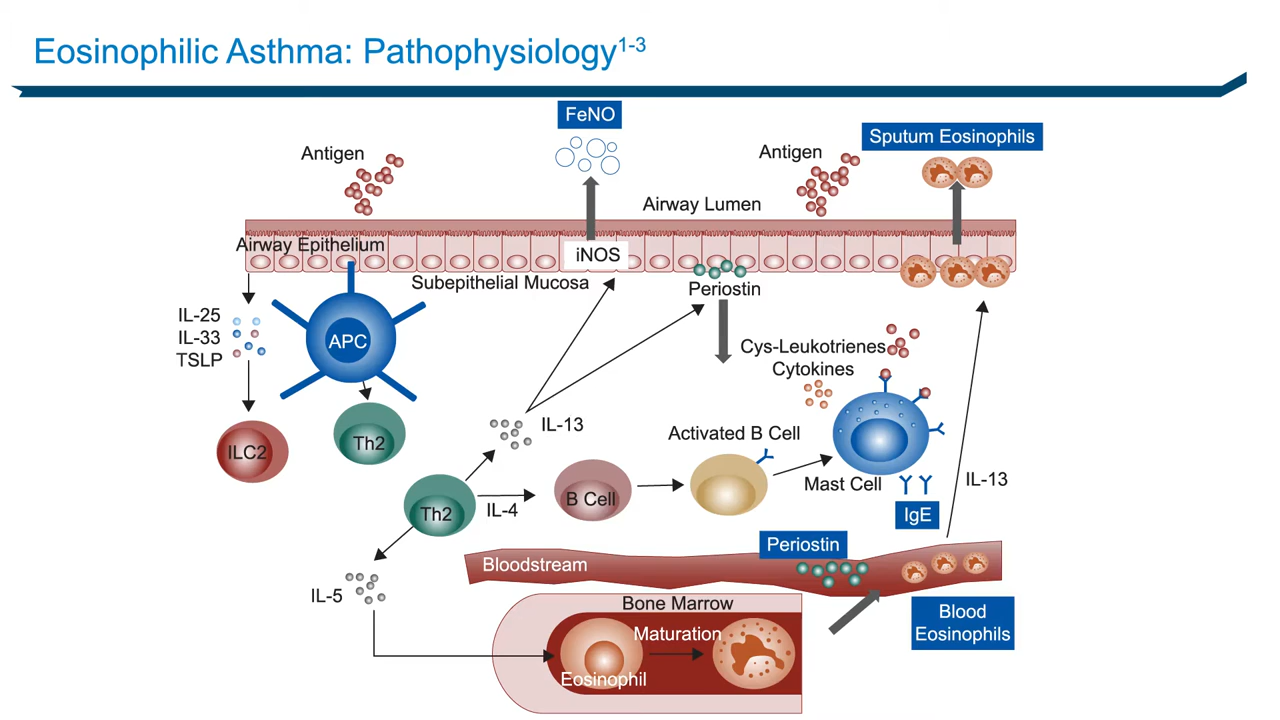 Eosinophilic Asthma: Pathophysiology1-3
FeNO
Sputum Eosinophils
Antigen
Antigen
Airway Lumen
Airway Epithelium
iNOS
Subepithelial Mucosa
Periostin
IL-25
IL-33
TSLP
APC
Cys-Leukotrienes
Cytokines
ILC2
Th2
IL-13
Activated B Cell
Mast Cell
IL-13
Th2
IL-4
B Cell
IgE
Periostin
Bloodstream
IL-5
Bone Marrow
Blood
Eosinophils
Maturation
Eosinophil